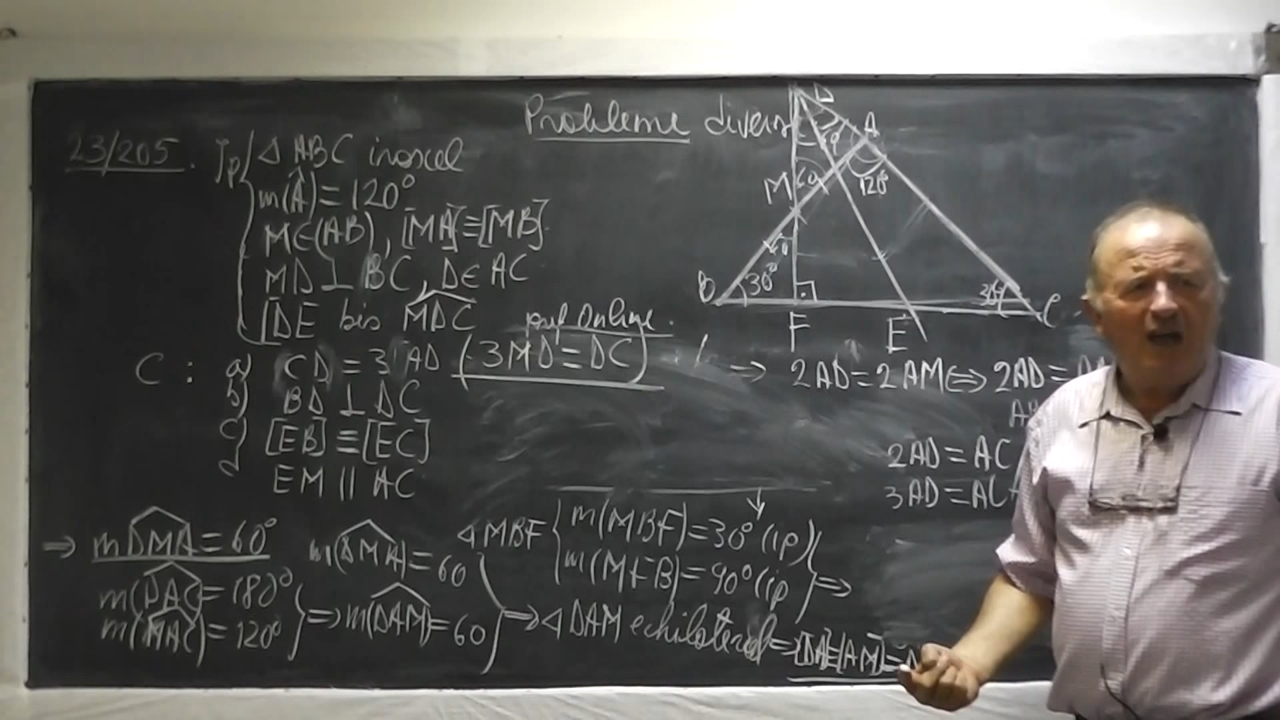 Probleme divers
23/205. Ip/ △ ABC isoscel
m(Â) = 120°
M∈(AB), [MA]≡[MB]
MD ⊥ BC, D∈ AC
[DE bis MDC
prof online.
C: a) CD = 3 AD (3MD = DC)
b) BD ⊥ DC
c) [EB] ≡ [EC]
d) EM || AC
D
A
M
60
120°
B
30°
30°
C
F
E
→ 2AD = 2AM ⇔ 2AD =
2AD = AC
3AD = AC
⇒ m DMA = 60°
m(DAC) = 180°
m(MAC) = 120°
⇒ m(DAM) = 60
m(DMA) = 60
△MBF { m(MBF) = 30° (ip)
m(MFB) = 90° (ip
⇒
⇒ △ DAM echilateral ⇒ [DA]≡[AM]≡